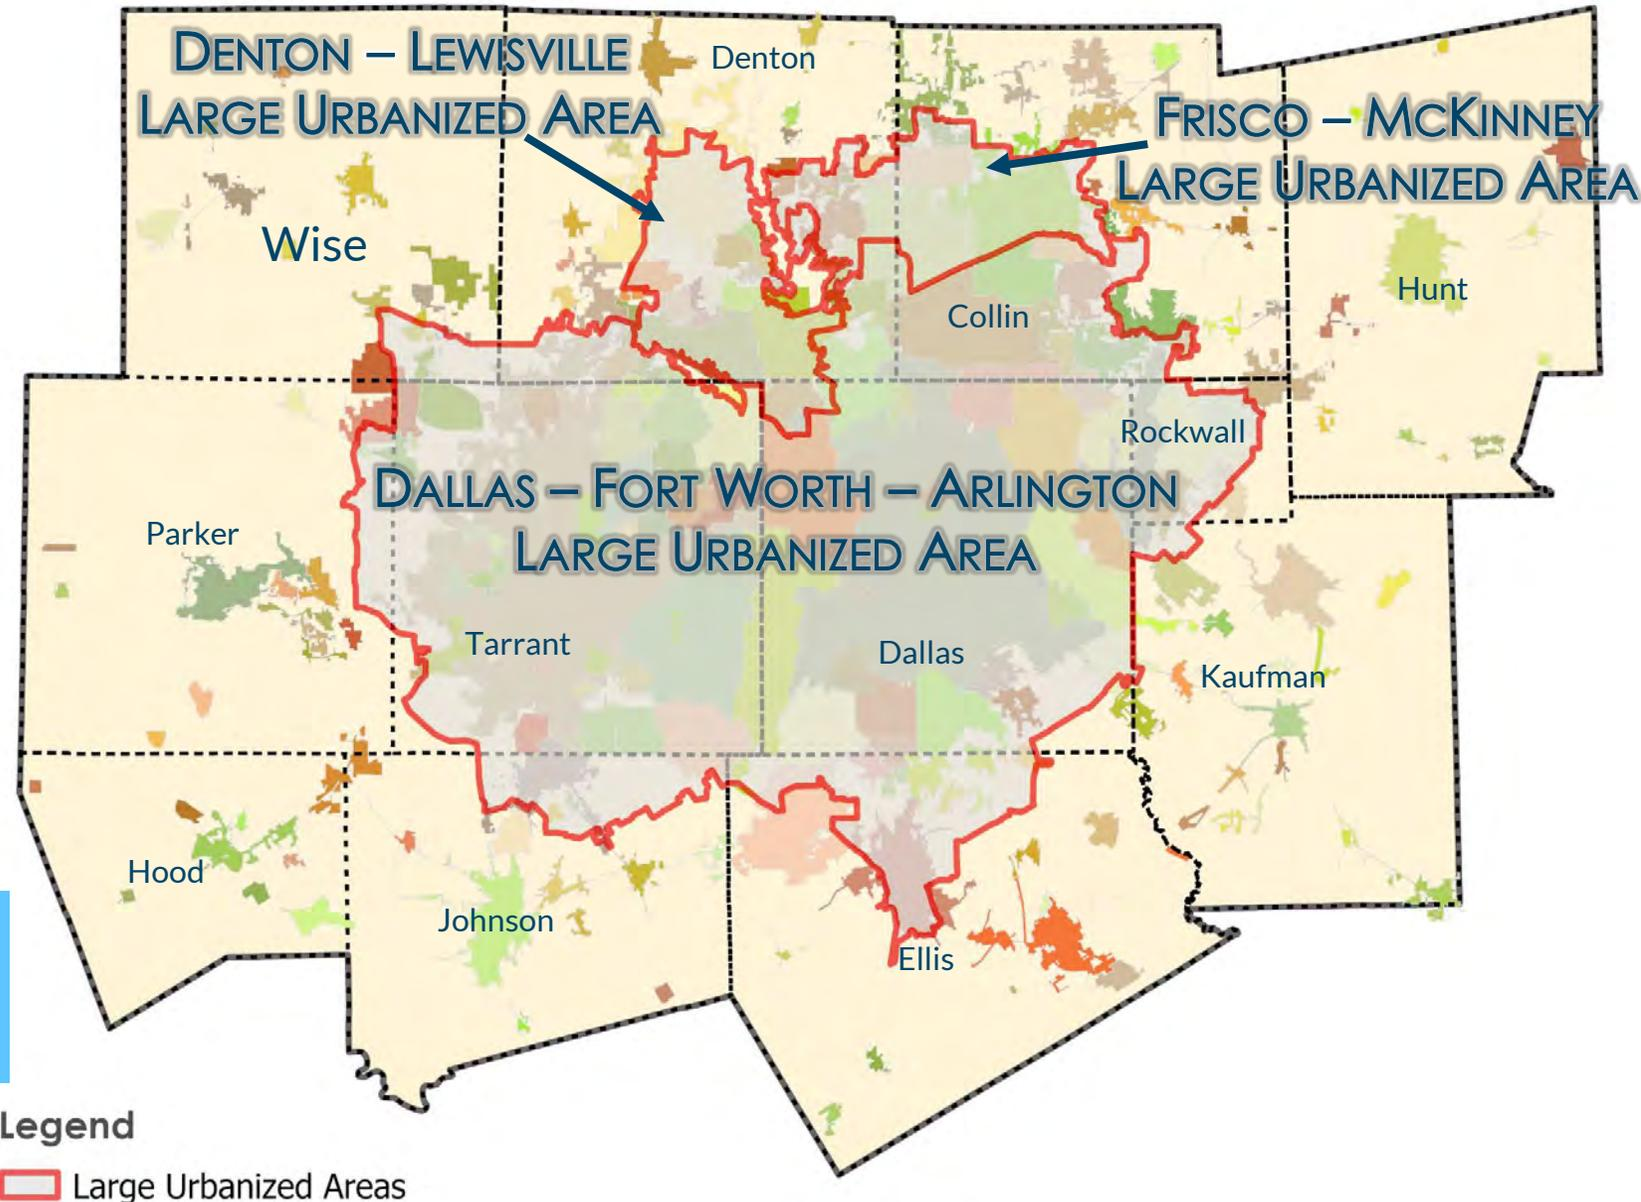 DENTON – LEWISVILLE
LARGE URBANIZED AREA
Denton
FRISCO – MCKINNEY
LARGE URBANIZED AREA
Wise
Hunt
Collin
Rockwall
DALLAS – FORT WORTH – ARLINGTON
LARGE URBANIZED AREA
Parker
Tarrant
Dallas
Kaufman
Hood
Johnson
Ellis
Legend
Large Urbanized Areas